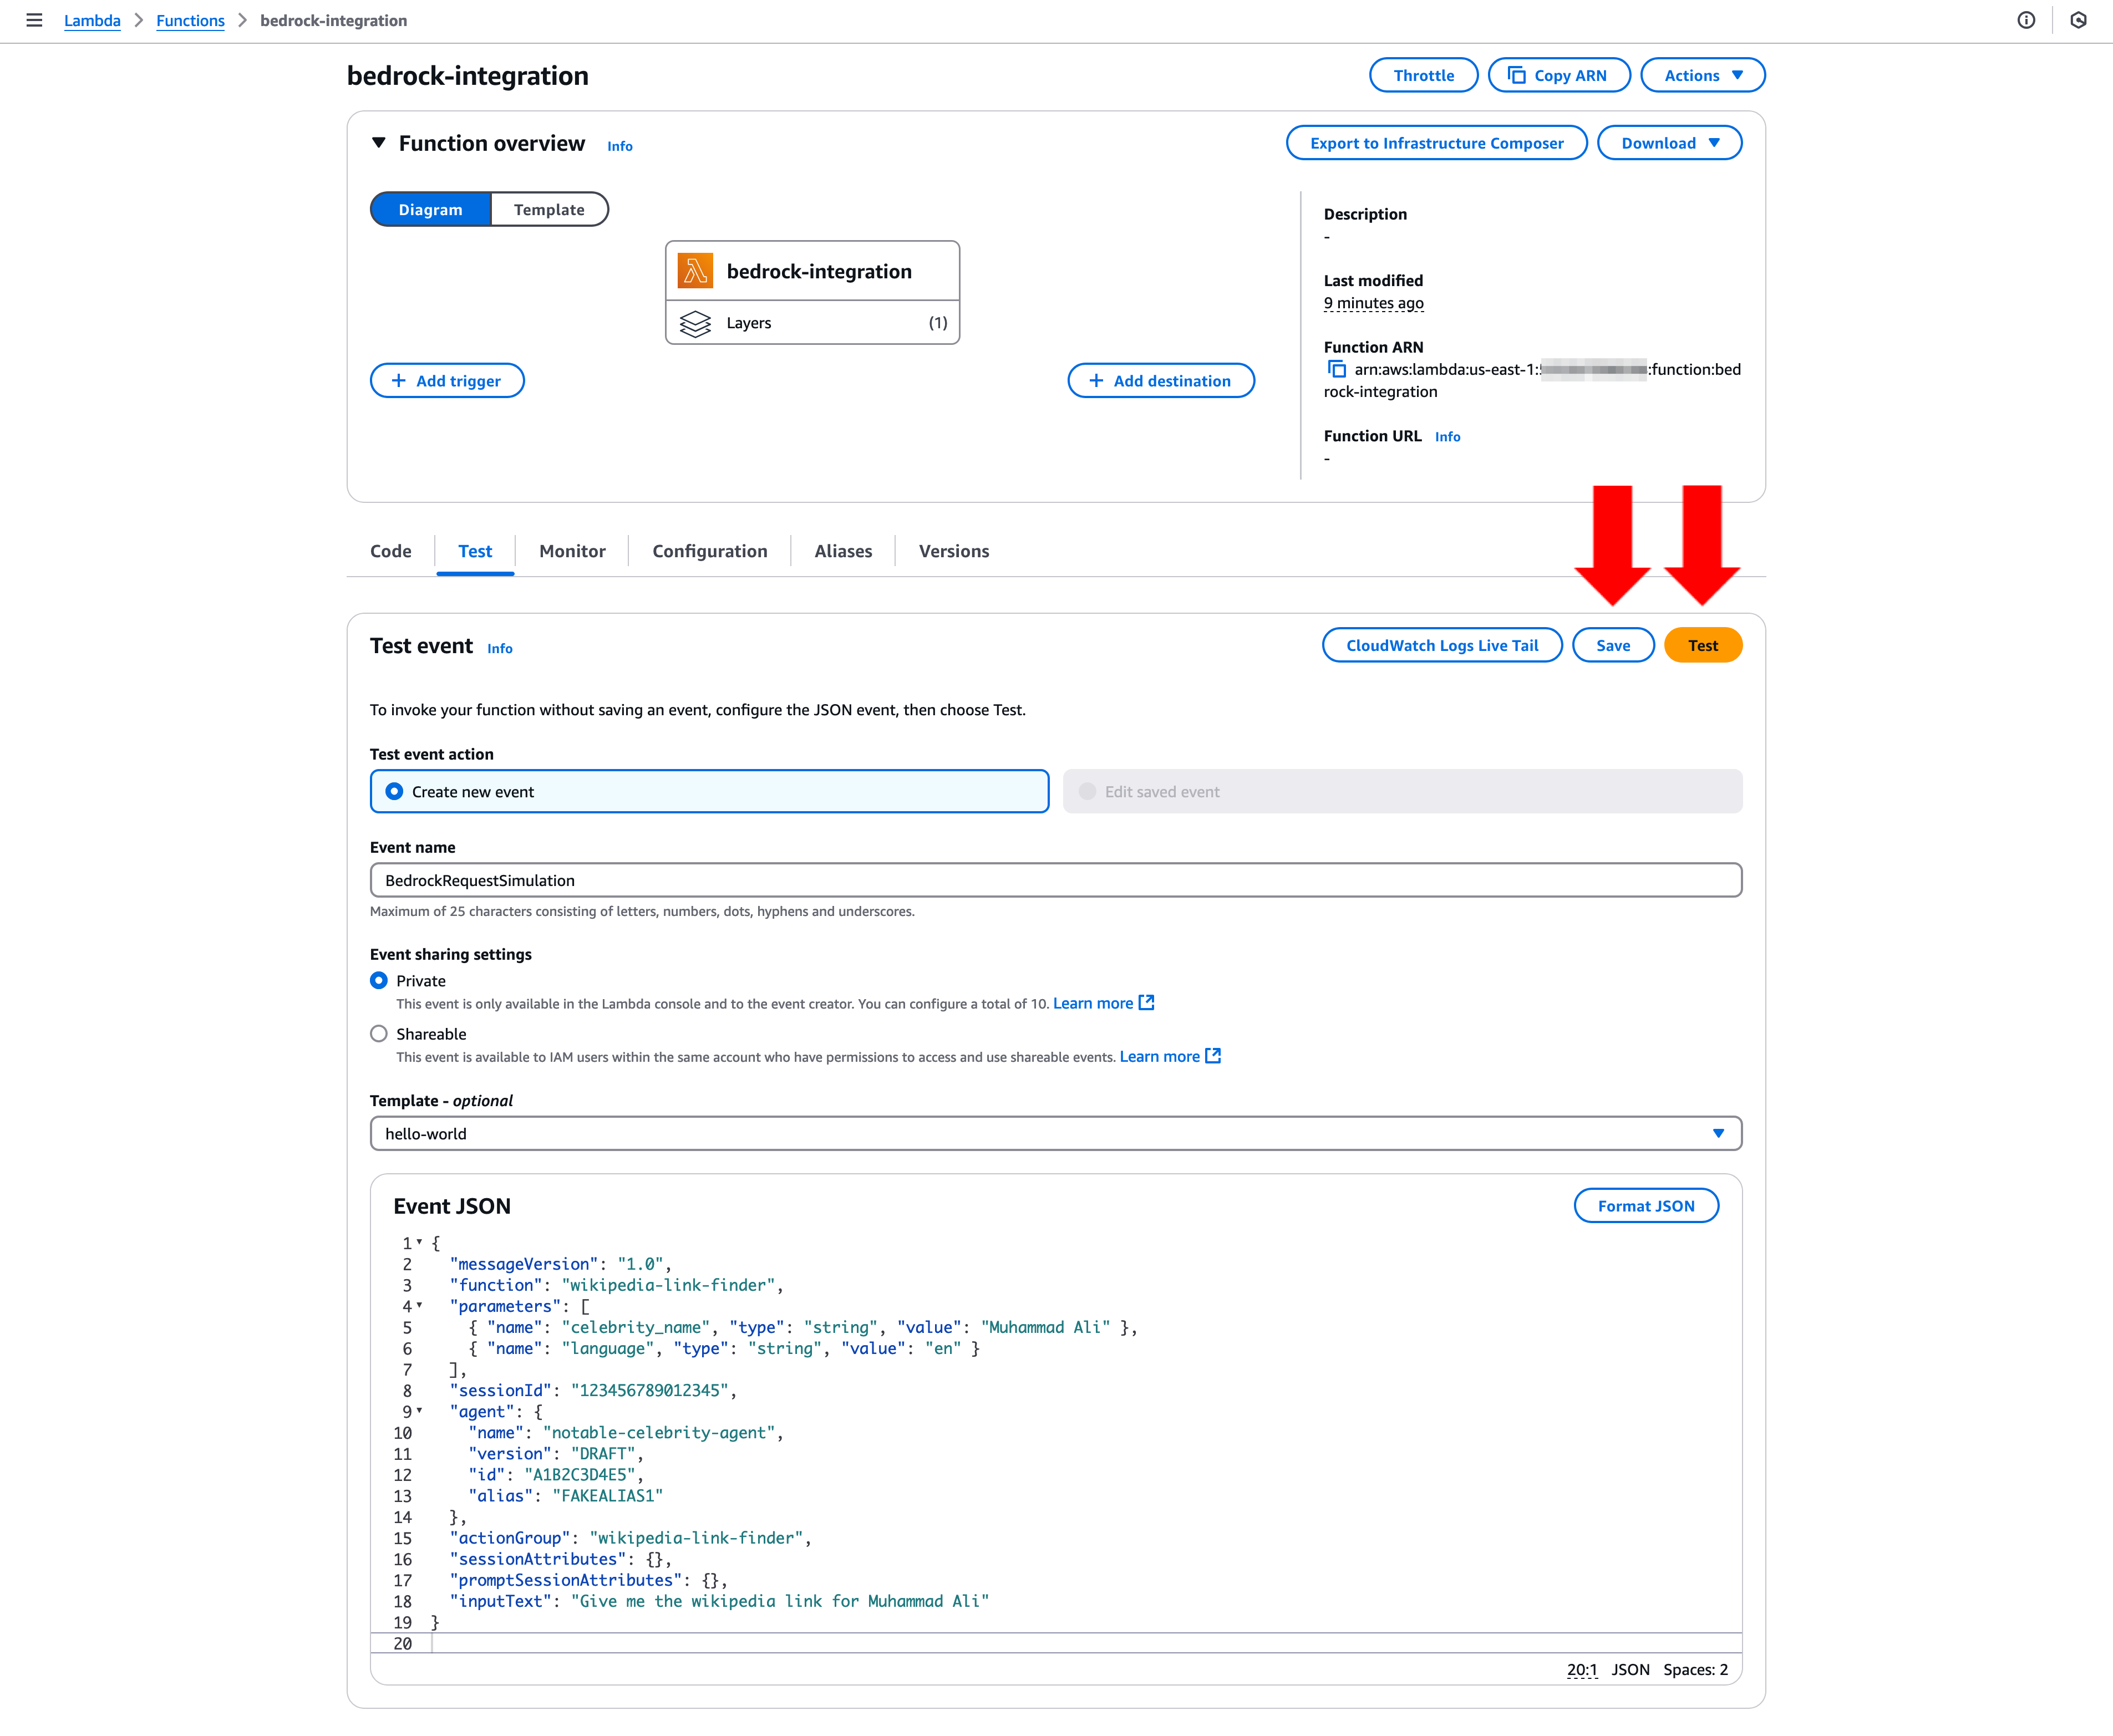 Lambda > Functions > bedrock-integration
bedrock-integration
Throttle
Copy ARN
Actions
Function overview Info
Export to Infrastructure Composer
Download
Diagram
Template
bedrock-integration
Layers (1)
+ Add trigger
+ Add destination
Description
-
Last modified
9 minutes ago
Function ARN
arn:aws:lambda:us-east-1: :function:bed
rock-integration
Function URL Info
-
Code
Test
Monitor
Configuration
Aliases
Versions
Test event Info
CloudWatch Logs Live Tail
Save
Test
To invoke your function without saving an event, configure the JSON event, then choose Test.
Test event action
Create new event
Edit saved event
Event name
BedrockRequestSimulation
Maximum of 25 characters consisting of letters, numbers, dots, hyphens and underscores.
Event sharing settings
Private
This event is only available in the Lambda console and to the event creator. You can configure a total of 10. Learn more
Shareable
This event is available to IAM users within the same account who have permissions to access and use shareable events. Learn more
Template - optional
hello-world
Event JSON
Format JSON
1 {
2 "messageVersion": "1.0",
3 "function": "wikipedia-link-finder",
4 "parameters": [
5 { "name": "celebrity_name", "type": "string", "value": "Muhammad Ali" },
6 { "name": "language", "type": "string", "value": "en" }
7 ],
8 "sessionId": "123456789012345",
9 "agent": {
10 "name": "notable-celebrity-agent",
11 "version": "DRAFT",
12 "id": "A1B2C3D4E5",
13 "alias": "FAKEALIAS1"
14 },
15 "actionGroup": "wikipedia-link-finder",
16 "sessionAttributes": {},
17 "promptSessionAttributes": {},
18 "inputText": "Give me the wikipedia link for Muhammad Ali"
19 }
20
20:1 JSON Spaces: 2